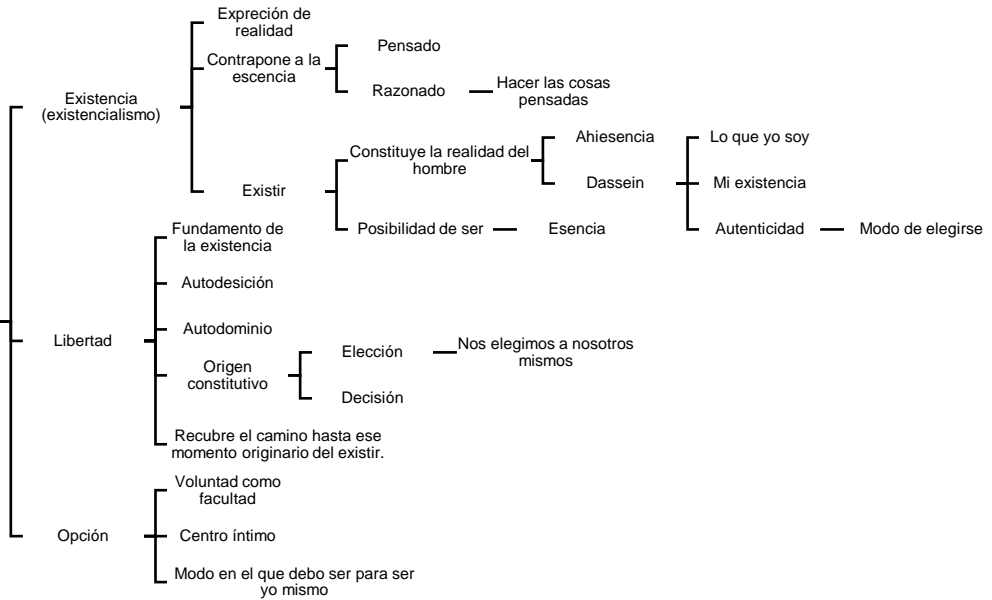 Existencia
(existencialismo)
Expreción de
realidad
Contrapone a la
escencia
Pensado
Razonado
Hacer las cosas
pensadas
Existir
Constituye la realidad del
hombre
Ahiesencia
Dassein
Lo que yo soy
Mi existencia
Autenticidad
Modo de elegirse
Posibilidad de ser
Esencia
Libertad
Fundamento de
la existencia
Autodesición
Autodominio
Origen
constitutivo
Elección
Nos elegimos a nosotros
mismos
Decisión
Recubre el camino hasta ese
momento originario del existir.
Opción
Voluntad como
facultad
Centro íntimo
Modo en el que debo ser para ser
yo mismo